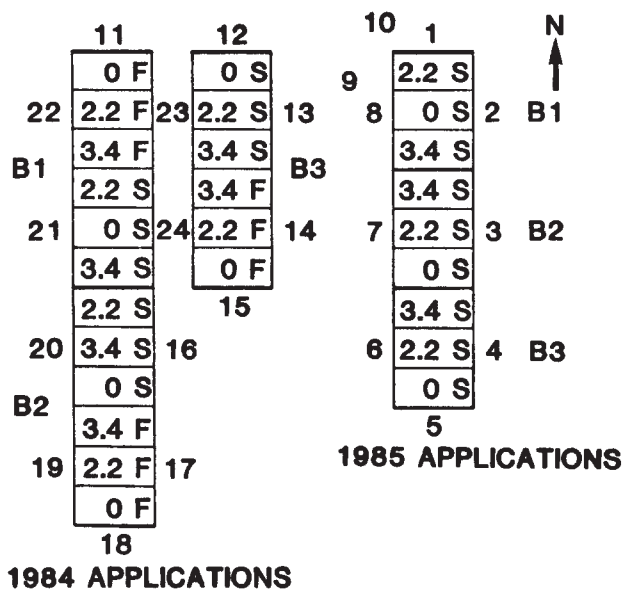 11 12 10 1 N
0 F 0 S 9 2.2 S
22 2.2 F 23 2.2 S 13 8 0 S 2 B1
3.4 F 3.4 S 3.4 S
B1 B3
2.2 S 3.4 F 3.4 S
21 0 S 24 2.2 F 14 7 2.2 S 3 B2
3.4 S 0 F 0 S
2.2 S 15 3.4 S
20 3.4 S 16 6 2.2 S 4 B3
0 S 0 S
B2 5
3.4 F
1985 APPLICATIONS
19 2.2 F 17
0 F
18
1984 APPLICATIONS